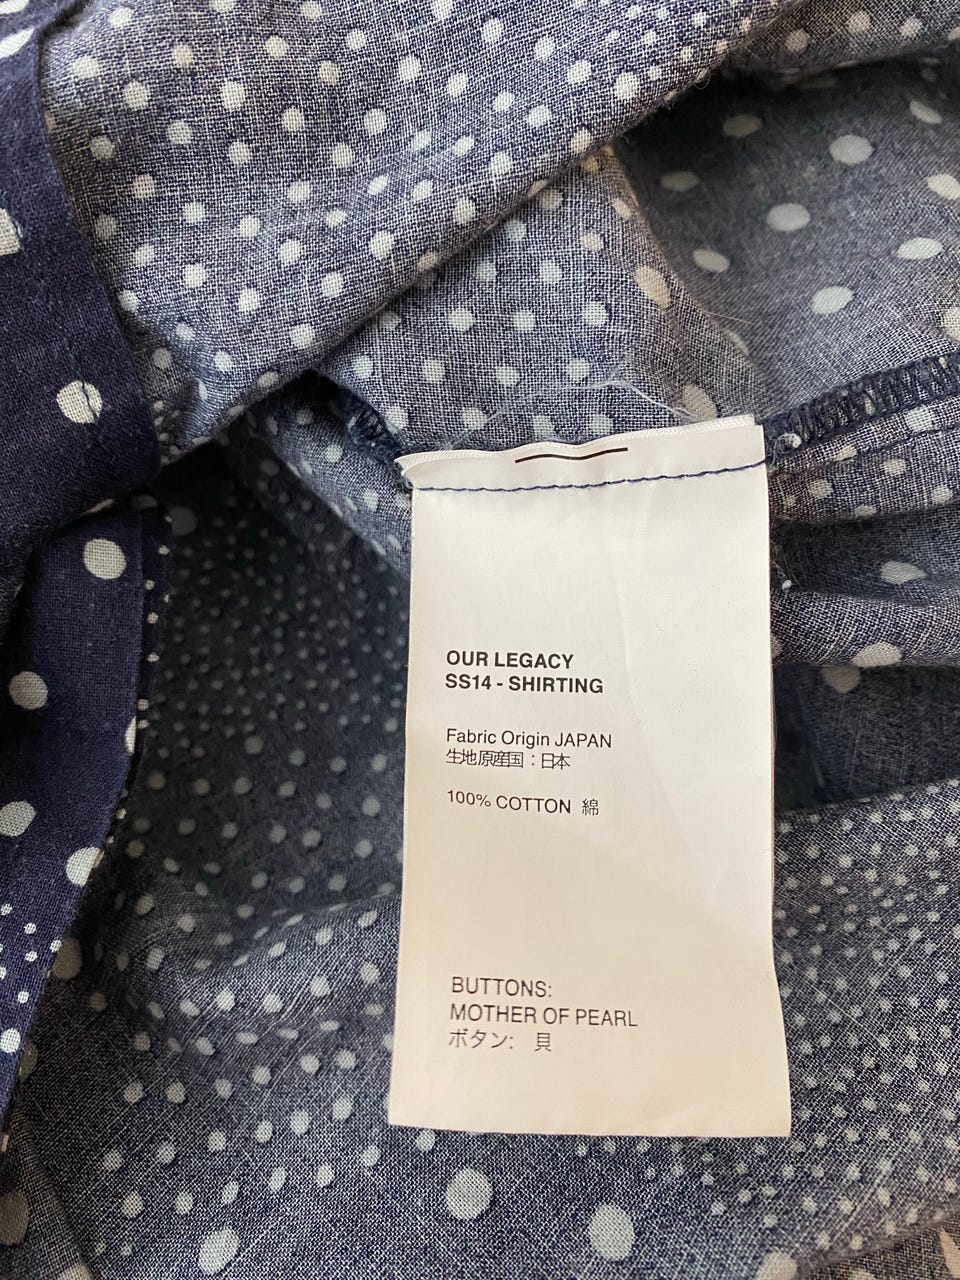 OUR LEGACY
SS14 - SHIRTING
Fabric Origin JAPAN
生地原産国：日本
100% COTTON 綿
BUTTONS:
MOTHER OF PEARL
ボタン: 貝